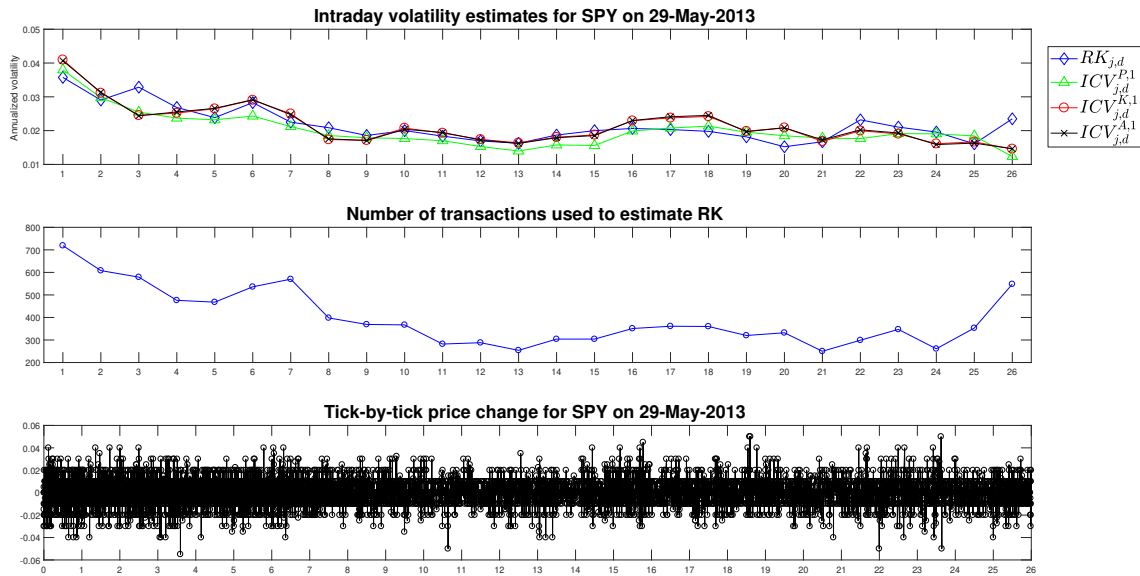 Intraday volatility estimates for SPY on 29-May-2013
Annualized volatility
0.05
0.04
0.03
0.02
0.01
1 2 3 4 5 6 7 8 9 10 11 12 13 14 15 16 17 18 19 20 21 22 23 24 25 26
RK_{j,d}
ICV^{P,1}_{j,d}
ICV^{K,1}_{j,d}
ICV^{A,1}_{j,d}
Number of transactions used to estimate RK
800
700
600
500
400
300
200
1 2 3 4 5 6 7 8 9 10 11 12 13 14 15 16 17 18 19 20 21 22 23 24 25 26
Tick-by-tick price change for SPY on 29-May-2013
0.06
0.04
0.02
0
-0.02
-0.04
-0.06
0 1 2 3 4 5 6 7 8 9 10 11 12 13 14 15 16 17 18 19 20 21 22 23 24 25 26